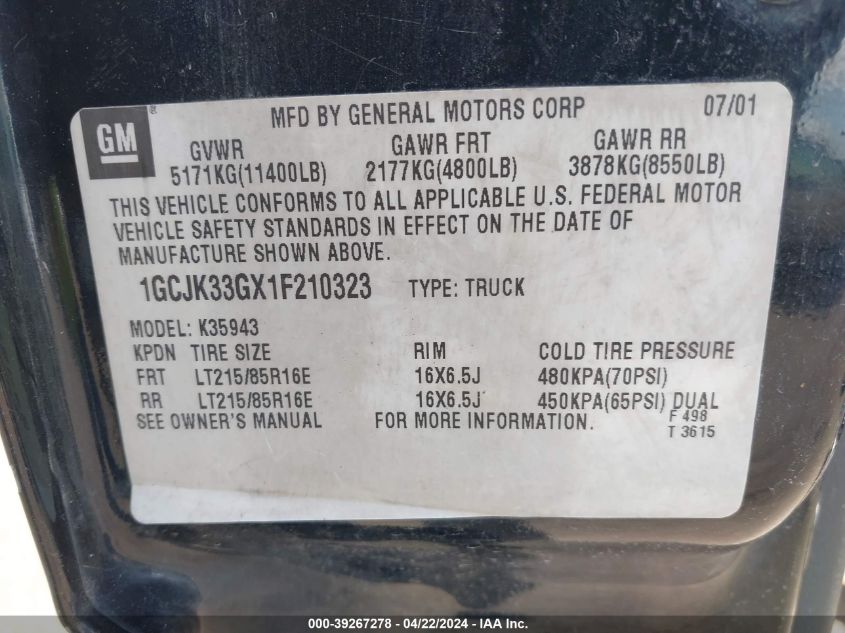 MFD BY GENERAL MOTORS CORP 07/01
GM
®
GVWR GAWR FRT GAWR RR
5171KG(11400LB) 2177KG(4800LB) 3878KG(8550LB)
THIS VEHICLE CONFORMS TO ALL APPLICABLE U.S. FEDERAL MOTOR
VEHICLE SAFETY STANDARDS IN EFFECT ON THE DATE OF
MANUFACTURE SHOWN ABOVE.
1GCJK33GX1F210323 TYPE: TRUCK
MODEL: K35943
KPDN TIRE SIZE RIM COLD TIRE PRESSURE
FRT LT215/85R16E 16X6.5J 480KPA(70PSI)
RR LT215/85R16E 16X6.5J 450KPA(65PSI) DUAL
SEE OWNER'S MANUAL FOR MORE INFORMATION. F 498
T 3615
000-39267278 - 04/22/2024 - IAAI, Inc.